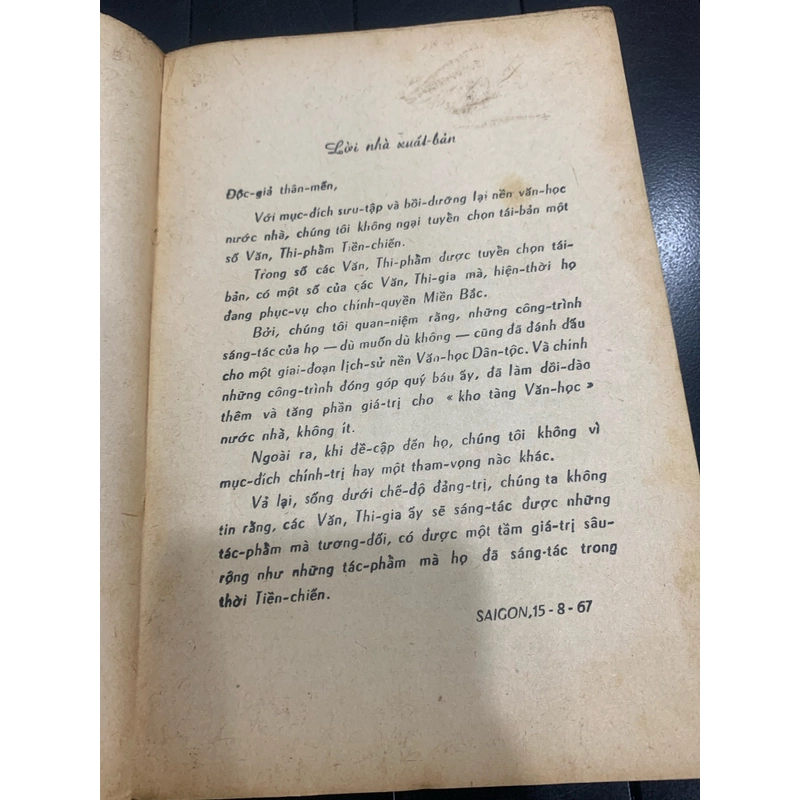 Lời nhà xuất-bản
Độc-giả thân-mến,
Với mục-đích sưu-tập và bồi-dưỡng lại nền văn-học
nước nhà, chúng tôi không ngại tuyển chọn tái-bản một
số Văn, Thi-phẩm Tiền-chiến.
Trong số các Văn, Thi-phẩm được tuyển chọn tái-
bản, có một số của các Văn, Thi-gia mà, hiện-thời họ
đang phục-vụ cho chính-quyền Miền Bắc.
Bởi, chúng tôi quan-niệm rằng, những công-trình
sáng-tác của họ — dù muốn dù không — cũng đã đánh dấu
cho một giai-đoạn lịch-sử nền Văn-học Dân-tộc. Và chính
những công-trình đóng góp quý báu ấy, đã làm dồi-dào
thêm và tăng phần giá-trị cho « kho tàng Văn-học »
nước nhà, không ít.
Ngoài ra, khi đề-cập đến họ, chúng tôi không vì
mục-đích chính-trị hay một tham-vọng nào khác.
Vả lại, sống dưới chế-độ đảng-trị, chúng ta không
tin rằng, các Văn, Thi-gia ấy sẽ sáng-tác được những
tác-phẩm mà tương-đối, có được một tầm giá-trị sâu-
rộng như những tác-phẩm mà họ đã sáng-tác trong
thời Tiền-chiến.
SAIGON,15-8-67